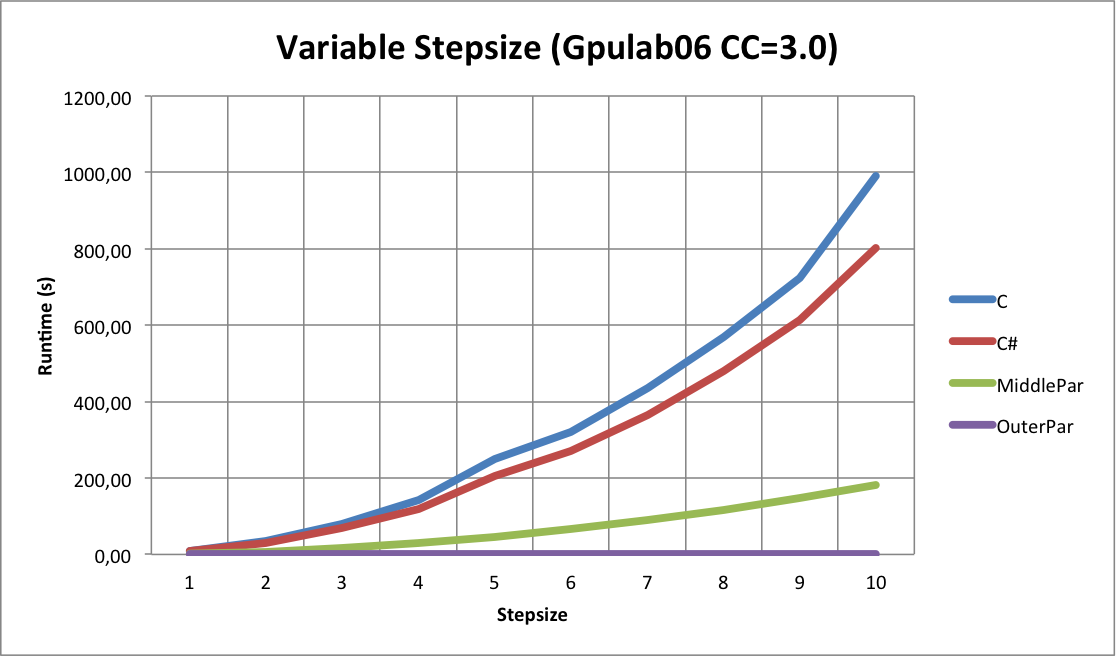 Variable Stepsize (Gpulab06 CC=3.0)
1200,00
1000,00
800,00
600,00
400,00
200,00
0,00
Runtime (s)
1 2 3 4 5 6 7 8 9 10
Stepsize
C
C#
MiddlePar
OuterPar